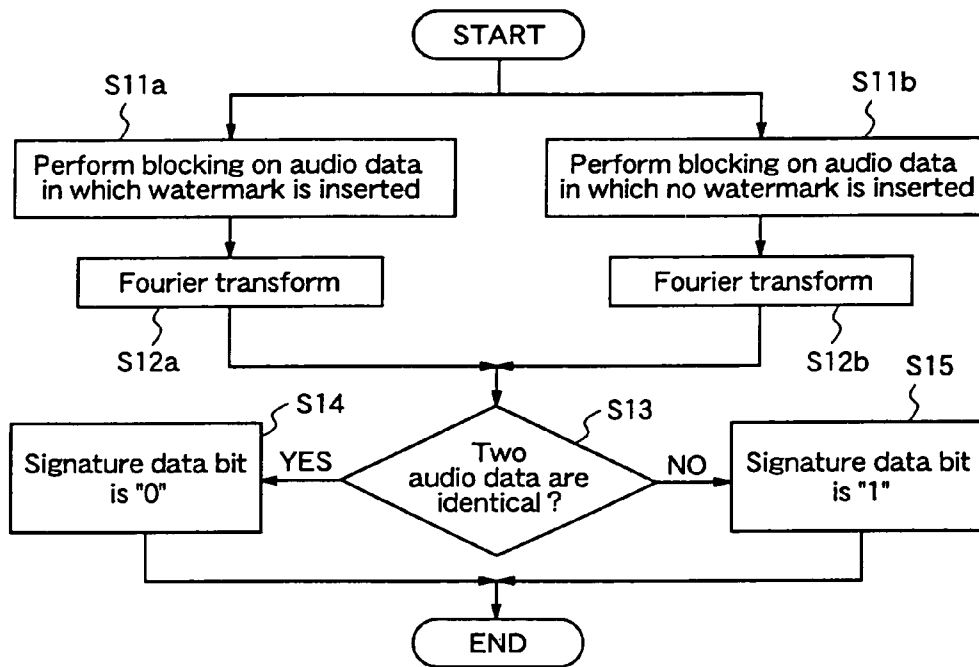 START
S11a
S11b
Perform blocking on audio data
in which watermark is inserted
Perform blocking on audio data
in which no watermark is inserted
Fourier transform
Fourier transform
S12a
S12b
S14
S13
S15
Signature data bit
is "0"
YES
Two
audio data are
identical ?
NO
Signature data bit
is "1"
END